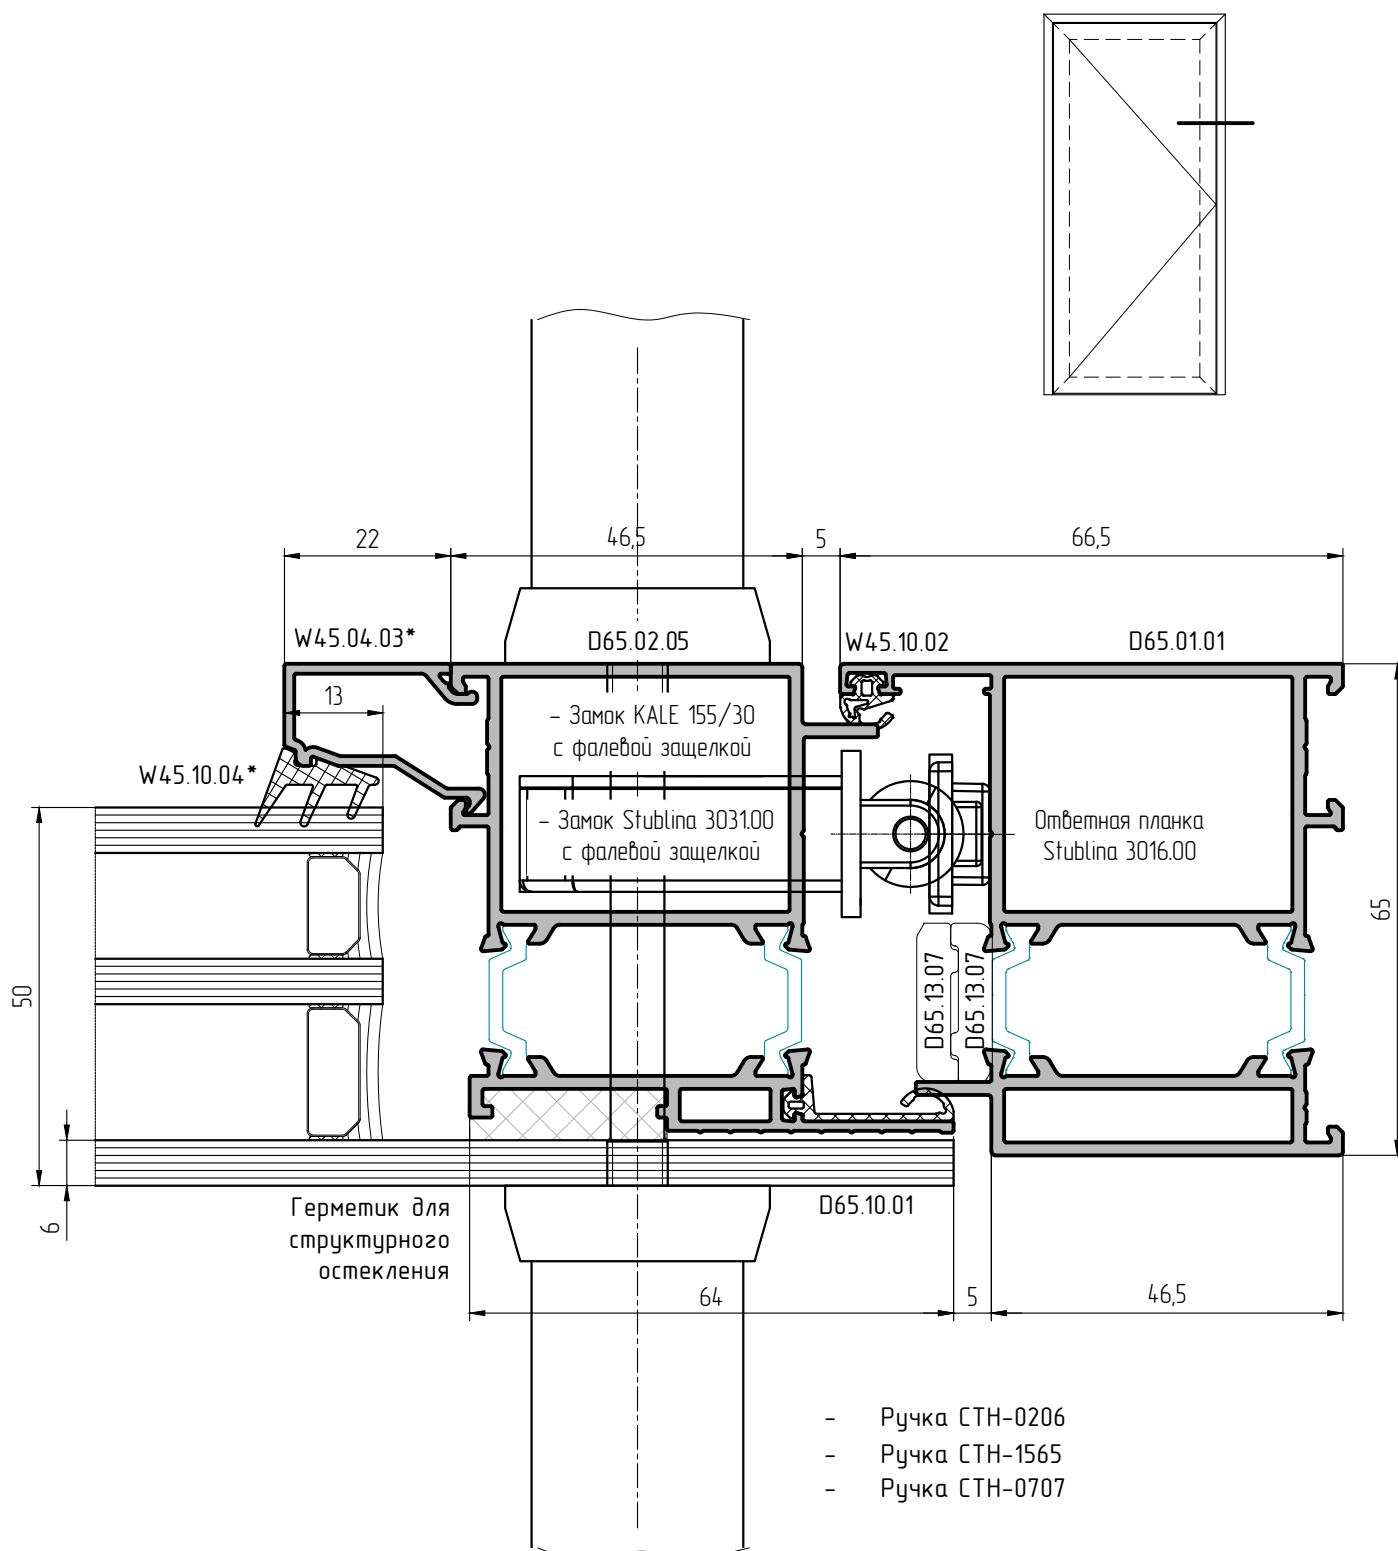 22
46,5
5
66,5
W45.04.03*
D65.02.05
W45.10.02
D65.01.01
13
– Замок KALE 155/30
с фалевой защелкой
W45.10.04*
– Замок Stublina 3031.00
с фалевой защелкой
Ответная планка
Stublina 3016.00
65
50
D65.13.07
D65.13.07
6
Герметик для
структурного
остекления
D65.10.01
64
5
46,5
- Ручка СТН-0206
- Ручка СТН-1565
- Ручка СТН-0707